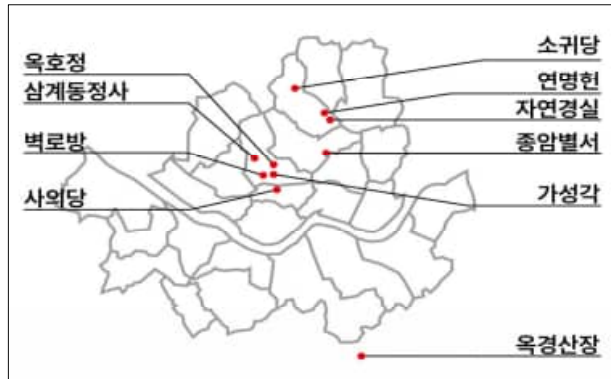 옥호정
삼계동정사
벽로방
사의당
소귀당
연명헌
자연경실
종암별서
가성각
옥경산장